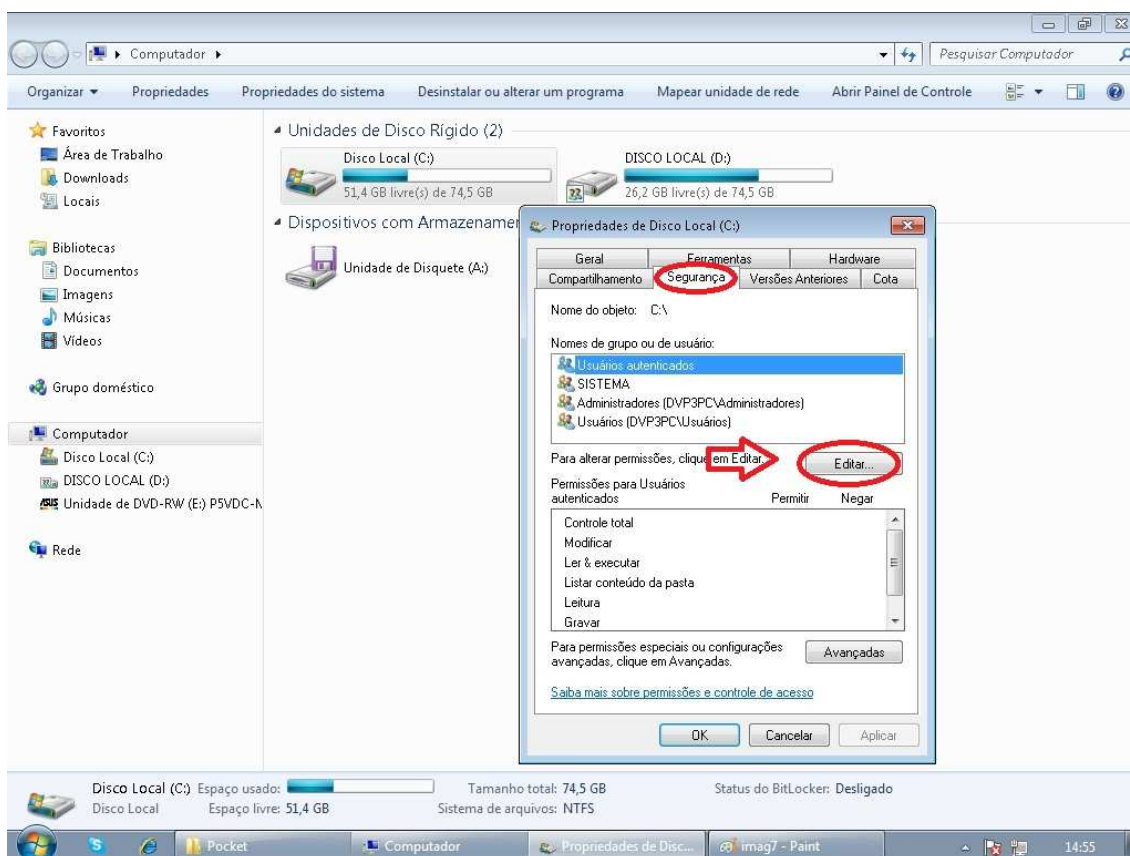 Computador
Pesquisar Computador
Organizar Propriedades Propriedades do sistema Desinstalar ou alterar um programa Mapear unidade de rede Abrir Painel de Controle
Favoritos
Área de Trabalho
Downloads
Locais
Bibliotecas
Documentos
Imagens
Músicas
Vídeos
Grupo doméstico
Computador
Disco Local (C:)
DISCO LOCAL (D:)
ASUS Unidade de DVD-RW (E:) P5VDC-M
Rede
Unidades de Disco Rígido (2)
Disco Local (C:)
51,4 GB livre(s) de 74,5 GB
DISCO LOCAL (D:)
26,2 GB livre(s) de 74,5 GB
Dispositivos com Armazenamen
Unidade de Disquete (A:)
Propriedades de Disco Local (C:)
Geral Ferramentas Hardware
Compartilhamento Segurança Versões Anteriores Cota
Nome do objeto: C:\
Nomes de grupo ou de usuário:
Usuários autenticados
SISTEMA
Administradores (DVP3PC\Administradores)
Usuários (DVP3PC\Usuários)
Para alterar permissões, clique em Editar. Editar...
Permissões para Usuários
autenticados Permitir Negar
Controle total
Modificar
Ler & executar
Listar conteúdo da pasta
Leitura
Gravar
Para permissões especiais ou configurações
avançadas, clique em Avançadas. Avançadas
Saiba mais sobre permissões e controle de acesso
OK Cancelar Aplicar
Disco Local (C:) Espaço usado: Tamanho total: 74,5 GB Status do BitLocker: Desligado
Disco Local Espaço livre: 51,4 GB Sistema de arquivos: NTFS
Pocket Computador Propriedades de Disc... imag7 - Paint 14:55